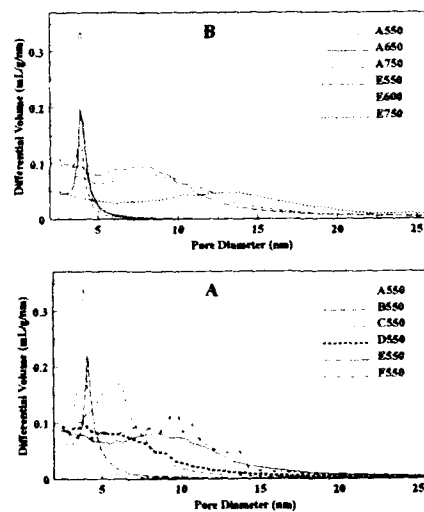 B
A550
A650
A750
E550
E600
E750
Differential Volume (mL/g/nm)
0.3
0.2
0.1
0
5
10
15
20
25
Pore Diameter (nm)
A
A550
B550
C550
D550
E550
F550
Differential Volume (mL/g/nm)
0.3
0.2
0.1
0
5
10
15
20
25
Pore Diameter (nm)